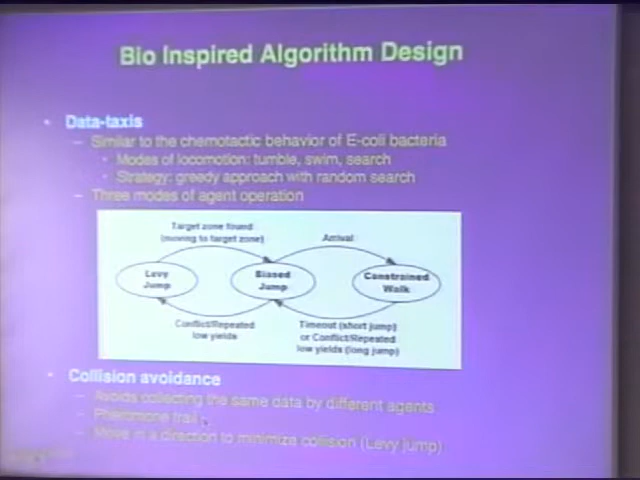 Bio Inspired Algorithm Design
• Data-taxis
– Similar to the chemotactic behavior of E-coli bacteria
• Modes of locomotion: tumble, swim, search
• Strategy: greedy approach with random search
– Three modes of agent operation
Target zone found
(moving to target zone)
Arrival
Levy
Jump
Biased
Jump
Constrained
Walk
Conflict/Repeated
low yields
Timeout (short jump)
or Conflict/Repeated
low yields (long jump)
• Collision avoidance
– Avoids collecting the same data by different agents
– Pheromone trail
– Move in a direction to minimize collision (Levy jump)